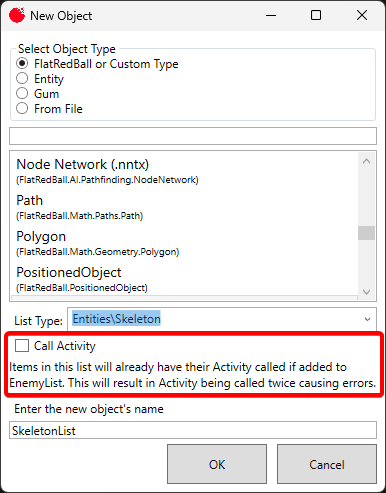 New Object
Select Object Type
FlatRedBall or Custom Type
Entity
Gum
From File
Node Network (.nntx)
(FlatRedBall.AI.Pathfinding.NodeNetwork)
Path
(FlatRedBall.Math.Paths.Path)
Polygon
(FlatRedBall.Math.Geometry.Polygon)
PositionedObject
(FlatRedBall.PositionedObject)
List Type: Entities\Skeleton
Call Activity
Items in this list will already have their Activity called if added to
EnemyList. This will result in Activity being called twice causing errors.
Enter the new object's name
SkeletonList
OK Cancel